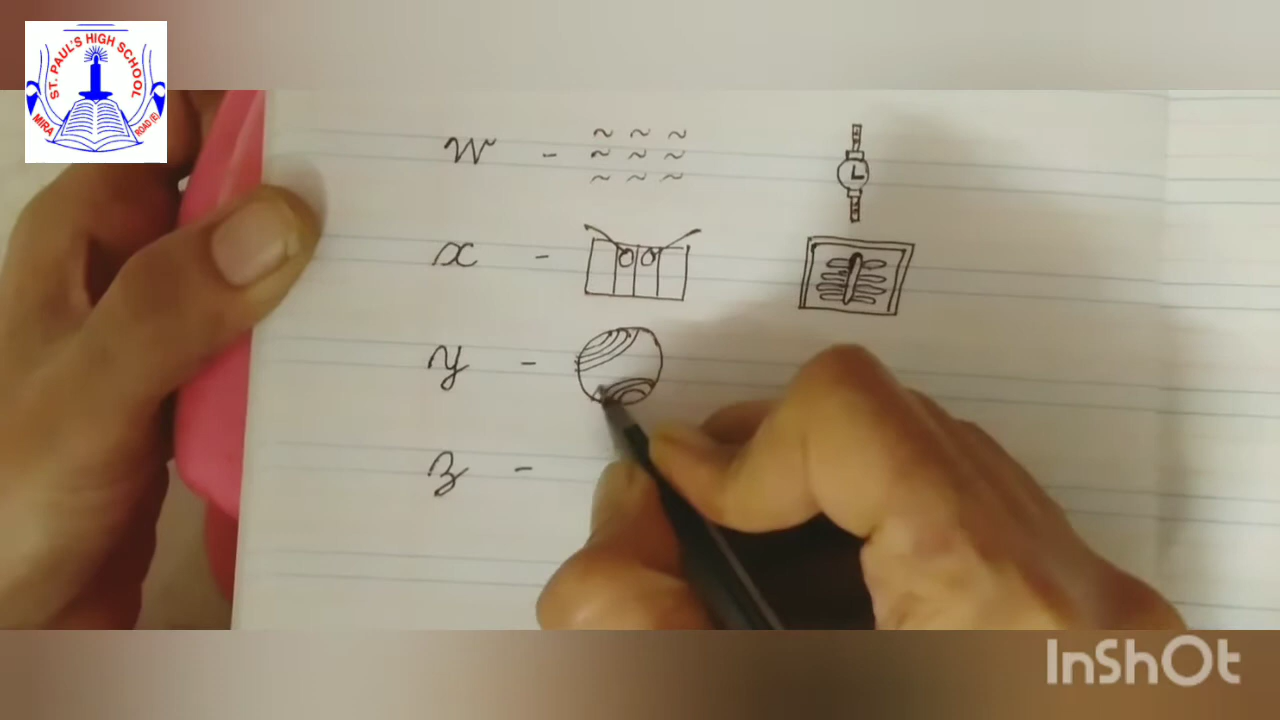 ST. PAUL'S HIGH SCHOOL
MIRA ROAD (E)
w -
x -
y -
z -
InShOt